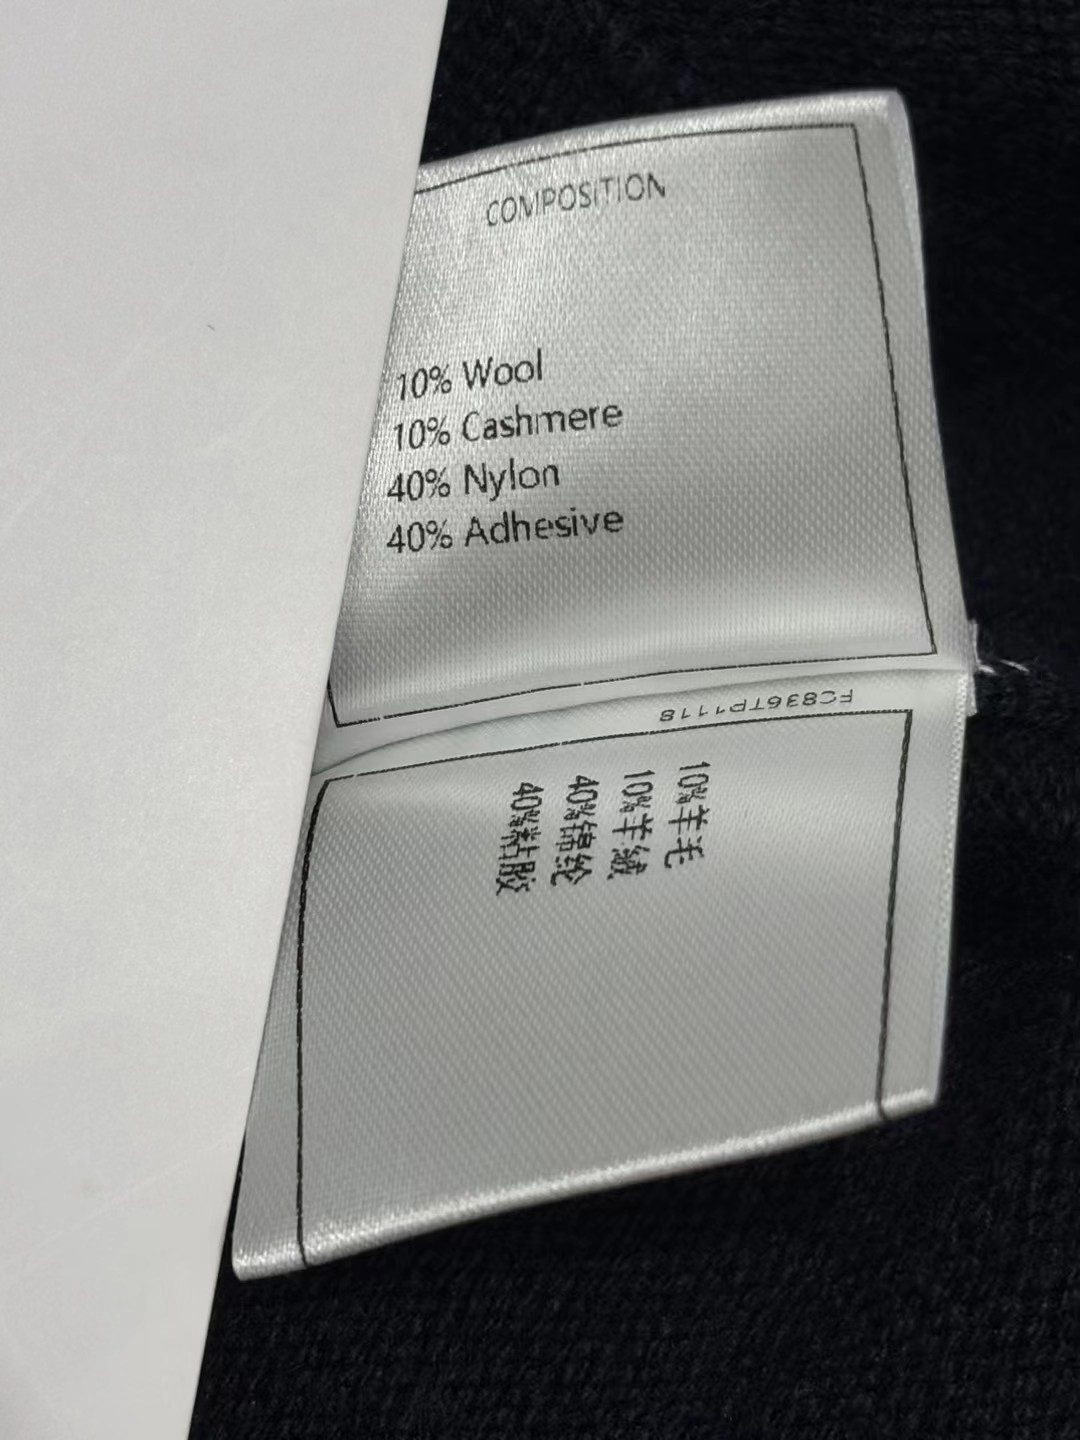 COMPOSITION
10% Wool
10% Cashmere
40% Nylon
40% Adhesive
FC836TP1118
10%羊毛
10%羊绒
40%锦纶
40%粘胶